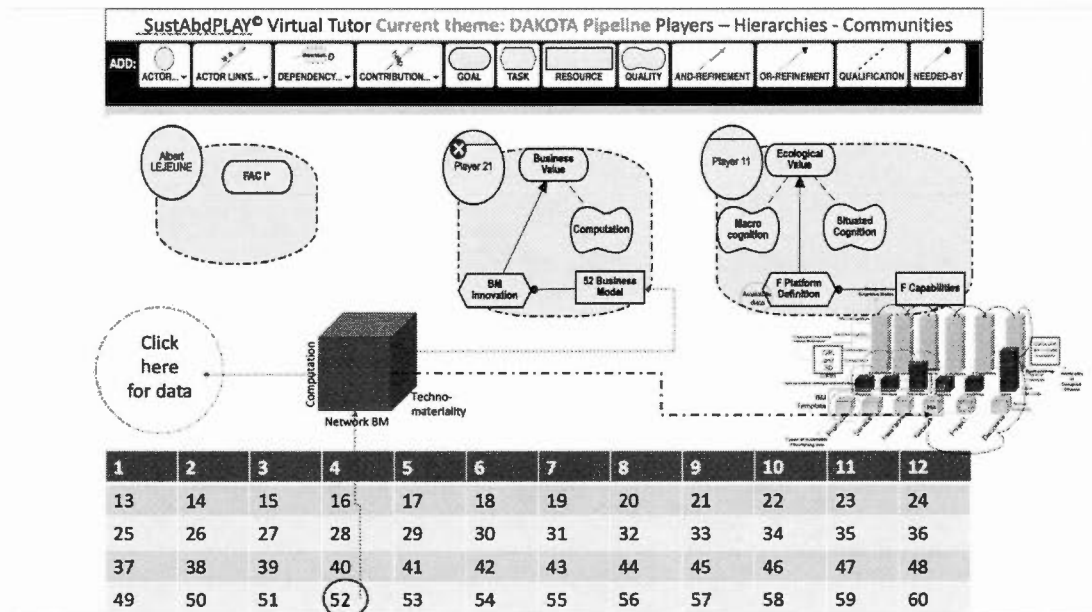 SustAbdPLAY© Virtual Tutor Current theme: DAKOTA Pipeline Players – Hierarchies - Communities
ADD:
ACTOR...
ACTOR LINKS...
DEPENDENCY...
CONTRIBUTION...
GOAL
TASK
RESOURCE
QUALITY
AND-REFINEMENT
OR-REFINEMENT
QUALIFICATION
NEEDED-BY
Albert
LEJEUNE
FAC I*
Player 21
Business
Value
Computation
BM
Innovation
52 Business
Model
Player 11
Ecological
Value
Macro
cognition
Situated
Cognition
F Platform
Definition
F Capabilities
Available
data
Click
here
for data
Computation
Techno-
materiality
Network BM
1 2 3 4 5 6 7 8 9 10 11 12
13 14 15 16 17 18 19 20 21 22 23 24
25 26 27 28 29 30 31 32 33 34 35 36
37 38 39 40 41 42 43 44 45 46 47 48
49 50 51 52 53 54 55 56 57 58 59 60